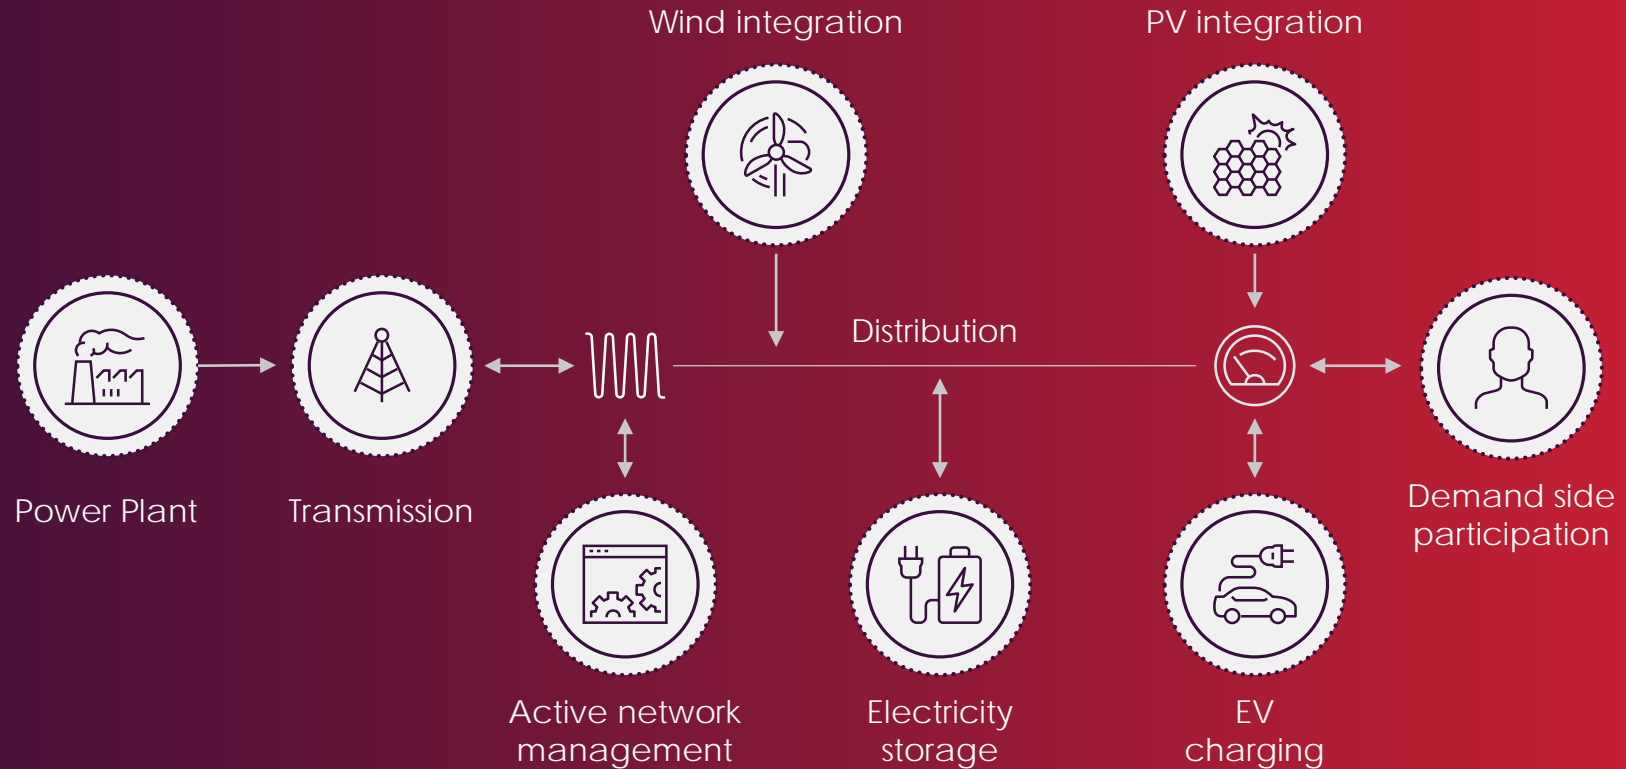 Wind integration
PV integration
Distribution
Power Plant
Transmission
Demand side
participation
Active network
management
Electricity
storage
EV
charging